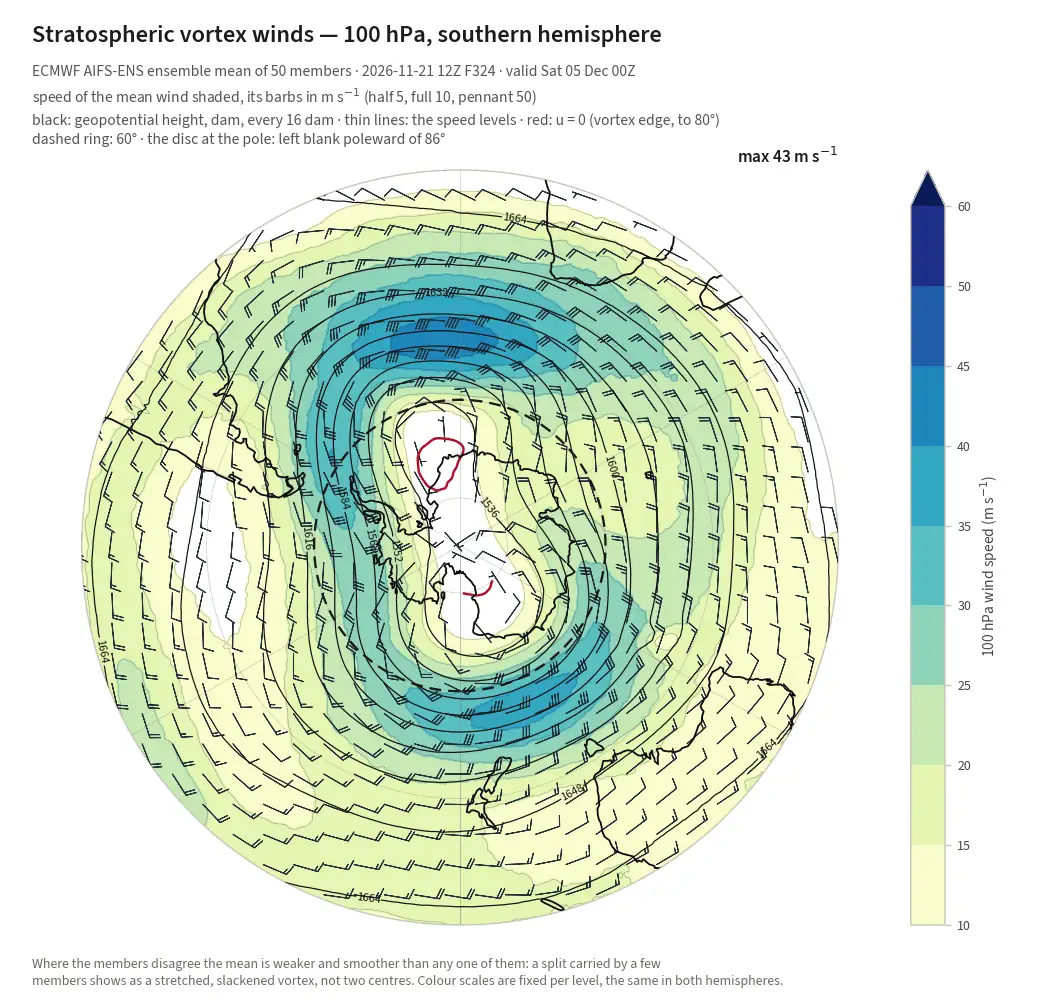 Stratospheric vortex winds — 100 hPa, southern hemisphere
ECMWF AIFS-ENS ensemble mean of 50 members · 2026-11-21 12Z F324 · valid Sat 05 Dec 00Z
speed of the mean wind shaded, its barbs in m s⁻¹ (half 5, full 10, pennant 50)
black: geopotential height, dam, every 16 dam · thin lines: the speed levels · red: u = 0 (vortex edge, to 80°)
dashed ring: 60° · the disc at the pole: left blank poleward of 86°
max 43 m s⁻¹
1664
1632
1600
1584
1536
1616
1552
1664
1648
1664
1664
60
50
45
40
35
30
25
20
15
10
100 hPa wind speed (m s⁻¹)
Where the members disagree the mean is weaker and smoother than any one of them: a split carried by a few
members shows as a stretched, slackened vortex, not two centres. Colour scales are fixed per level, the same in both hemispheres.